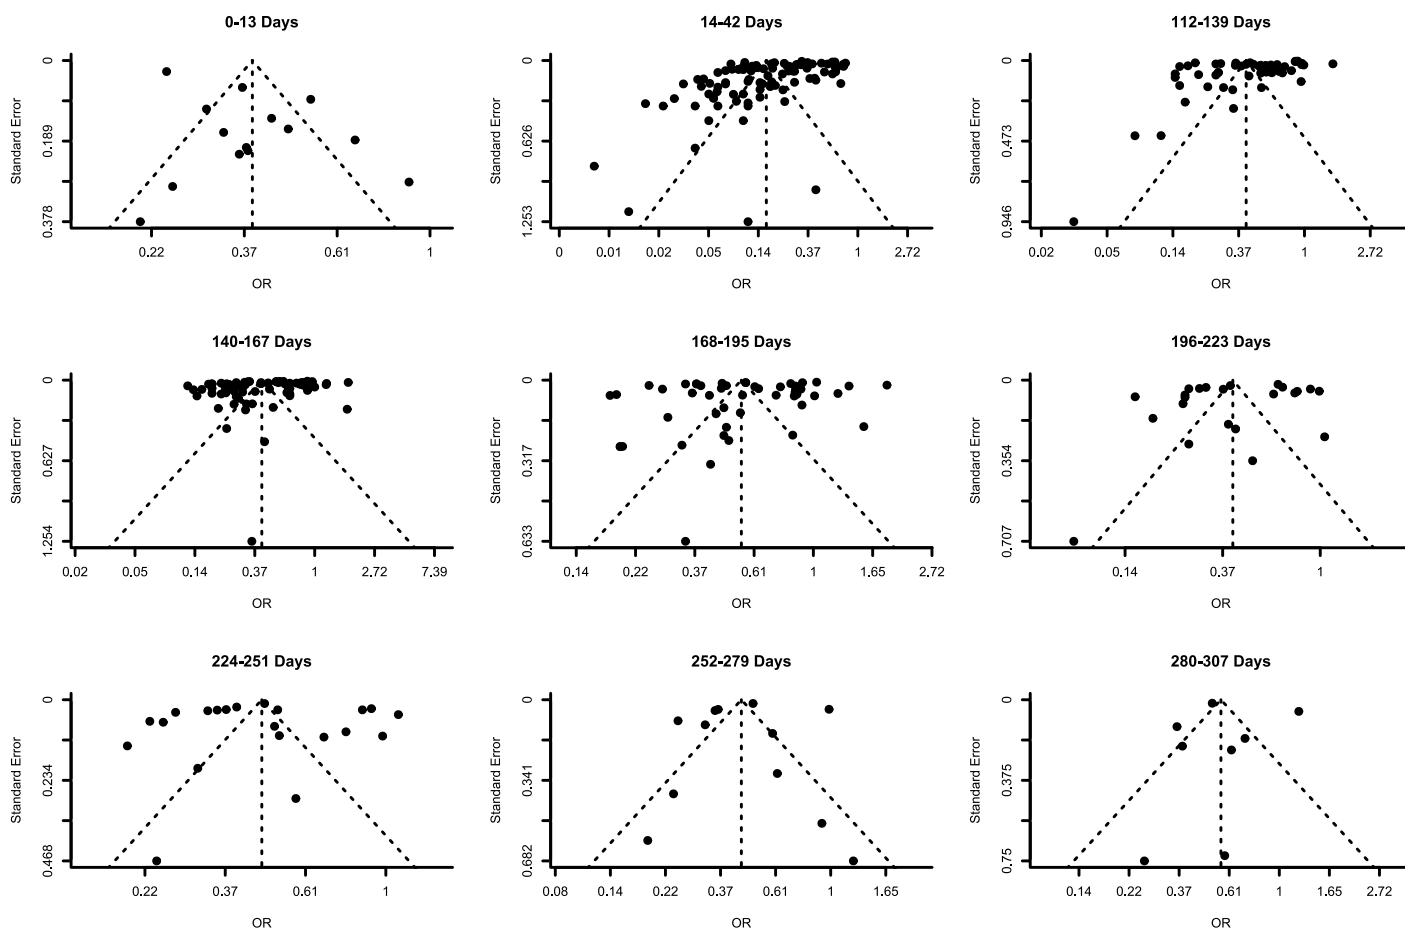 0-13 Days
Standard Error
0
0.189
0.378
0.22 0.37 0.61 1
OR
14-42 Days
Standard Error
0
0.626
1.253
0 0.01 0.02 0.05 0.14 0.37 1 2.72
OR
112-139 Days
Standard Error
0
0.473
0.946
0.02 0.05 0.14 0.37 1 2.72
OR
140-167 Days
Standard Error
0
0.627
1.254
0.02 0.05 0.14 0.37 1 2.72 7.39
OR
168-195 Days
Standard Error
0
0.317
0.633
0.14 0.22 0.37 0.61 1 1.65 2.72
OR
196-223 Days
Standard Error
0
0.354
0.707
0.14 0.37 1
OR
224-251 Days
Standard Error
0
0.234
0.468
0.22 0.37 0.61 1
OR
252-279 Days
Standard Error
0
0.341
0.682
0.08 0.14 0.22 0.37 0.61 1 1.65
OR
280-307 Days
Standard Error
0
0.375
0.75
0.14 0.22 0.37 0.61 1 1.65 2.72
OR